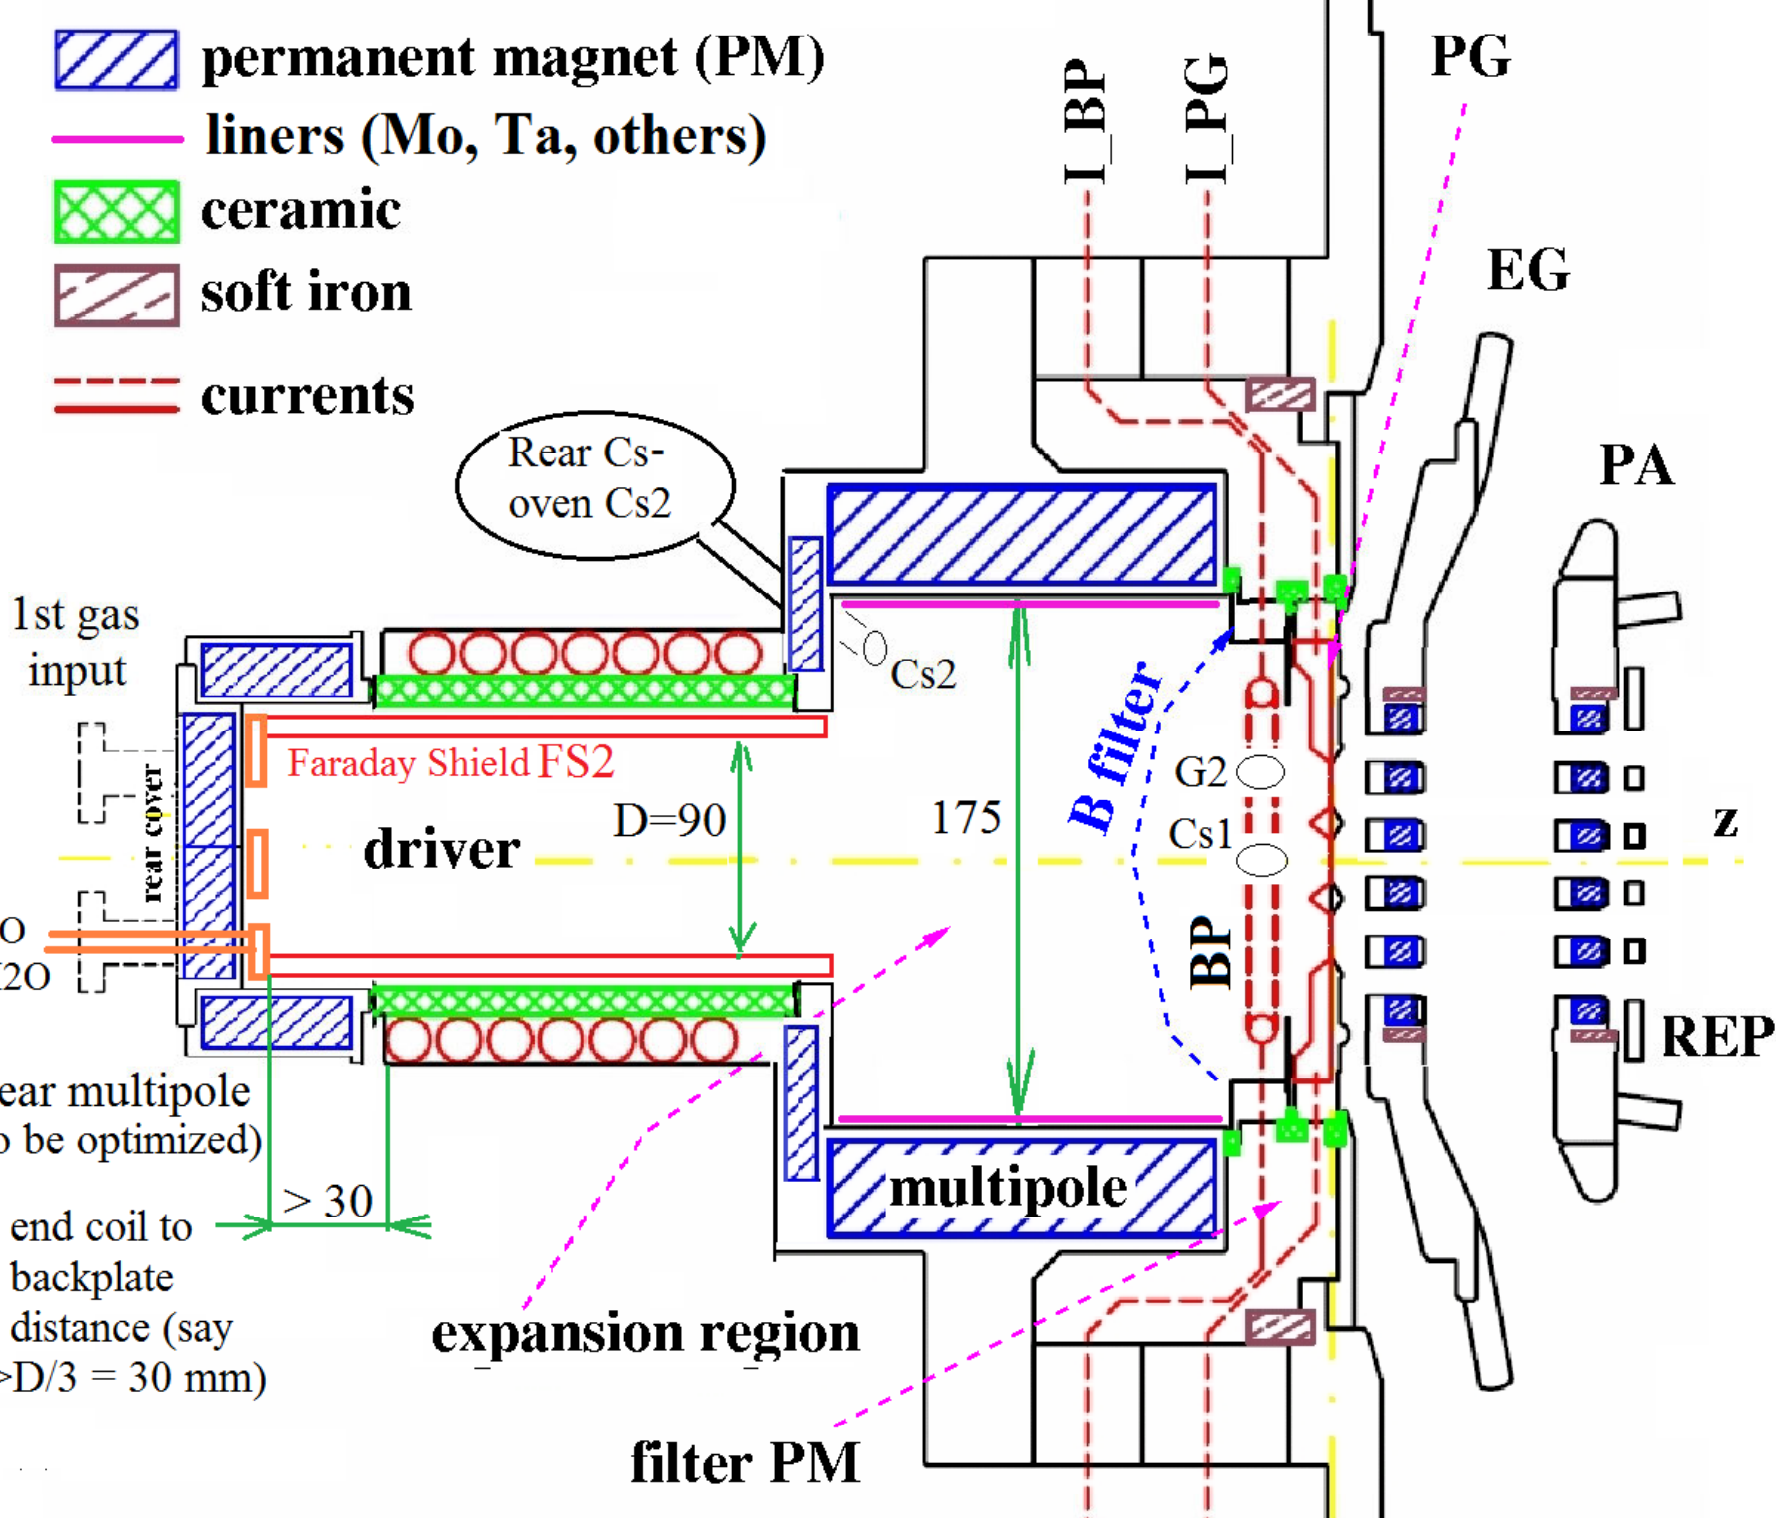 permanent magnet (PM)
liners (Mo, Ta, others)
ceramic
soft iron
currents
I_BP
I_PG
PG
EG
PA
Rear Cs-
oven Cs2
1st gas
input
Cs2
B filter
Faraday Shield FS2
rear cover
driver
D=90
175
G2
Cs1
BP
z
REP
O
2O
ear multipole
o be optimized)
> 30
end coil to
backplate
distance (say
>D/3 = 30 mm)
multipole
expansion region
filter PM